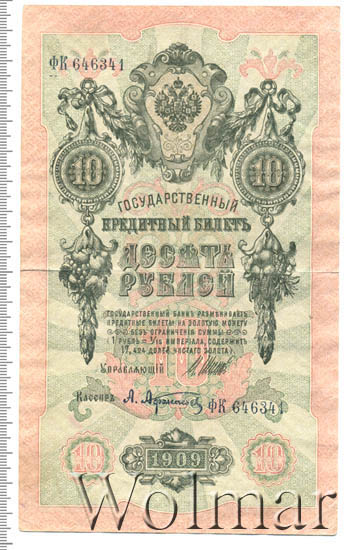 ФК 646341
10 10
ГОСУДАРСТВЕННЫЙ
КРЕДИТНЫЙ БИЛЕТЪ
ДЕСЯТЬ
РУБЛЕЙ
ГОСУДАРСТВЕННЫЙ БАНКЪ РАЗМѢНИВАЕТЪ
КРЕДИТНЫЕ БИЛЕТЫ НА ЗОЛОТУЮ МОНЕТУ
БЕЗЪ ОГРАНИЧЕНІЯ СУММЫ
(1 РУБЛЬ = 1/15 ИМПЕРІАЛА, СОДЕРЖИТЪ
17,424 ДОЛЕЙ ЧИСТАГО ЗОЛОТА)
УПРАВЛЯЮЩІЙ
10
Кассиръ
ФК 646341
10 1909 10
Wolmar